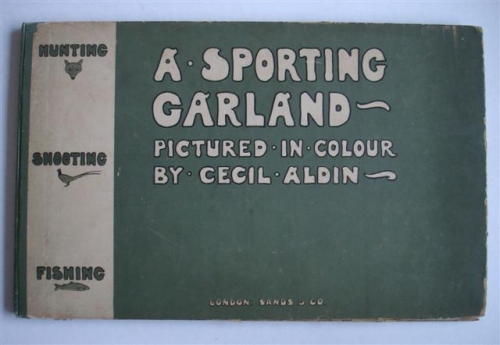 HUNTING
SHOOTING
FISHING
A · SPORTING
GARLAND
PICTURED · IN · COLOUR
BY · CECIL · ALDIN
LONDON: SANDS & CO.